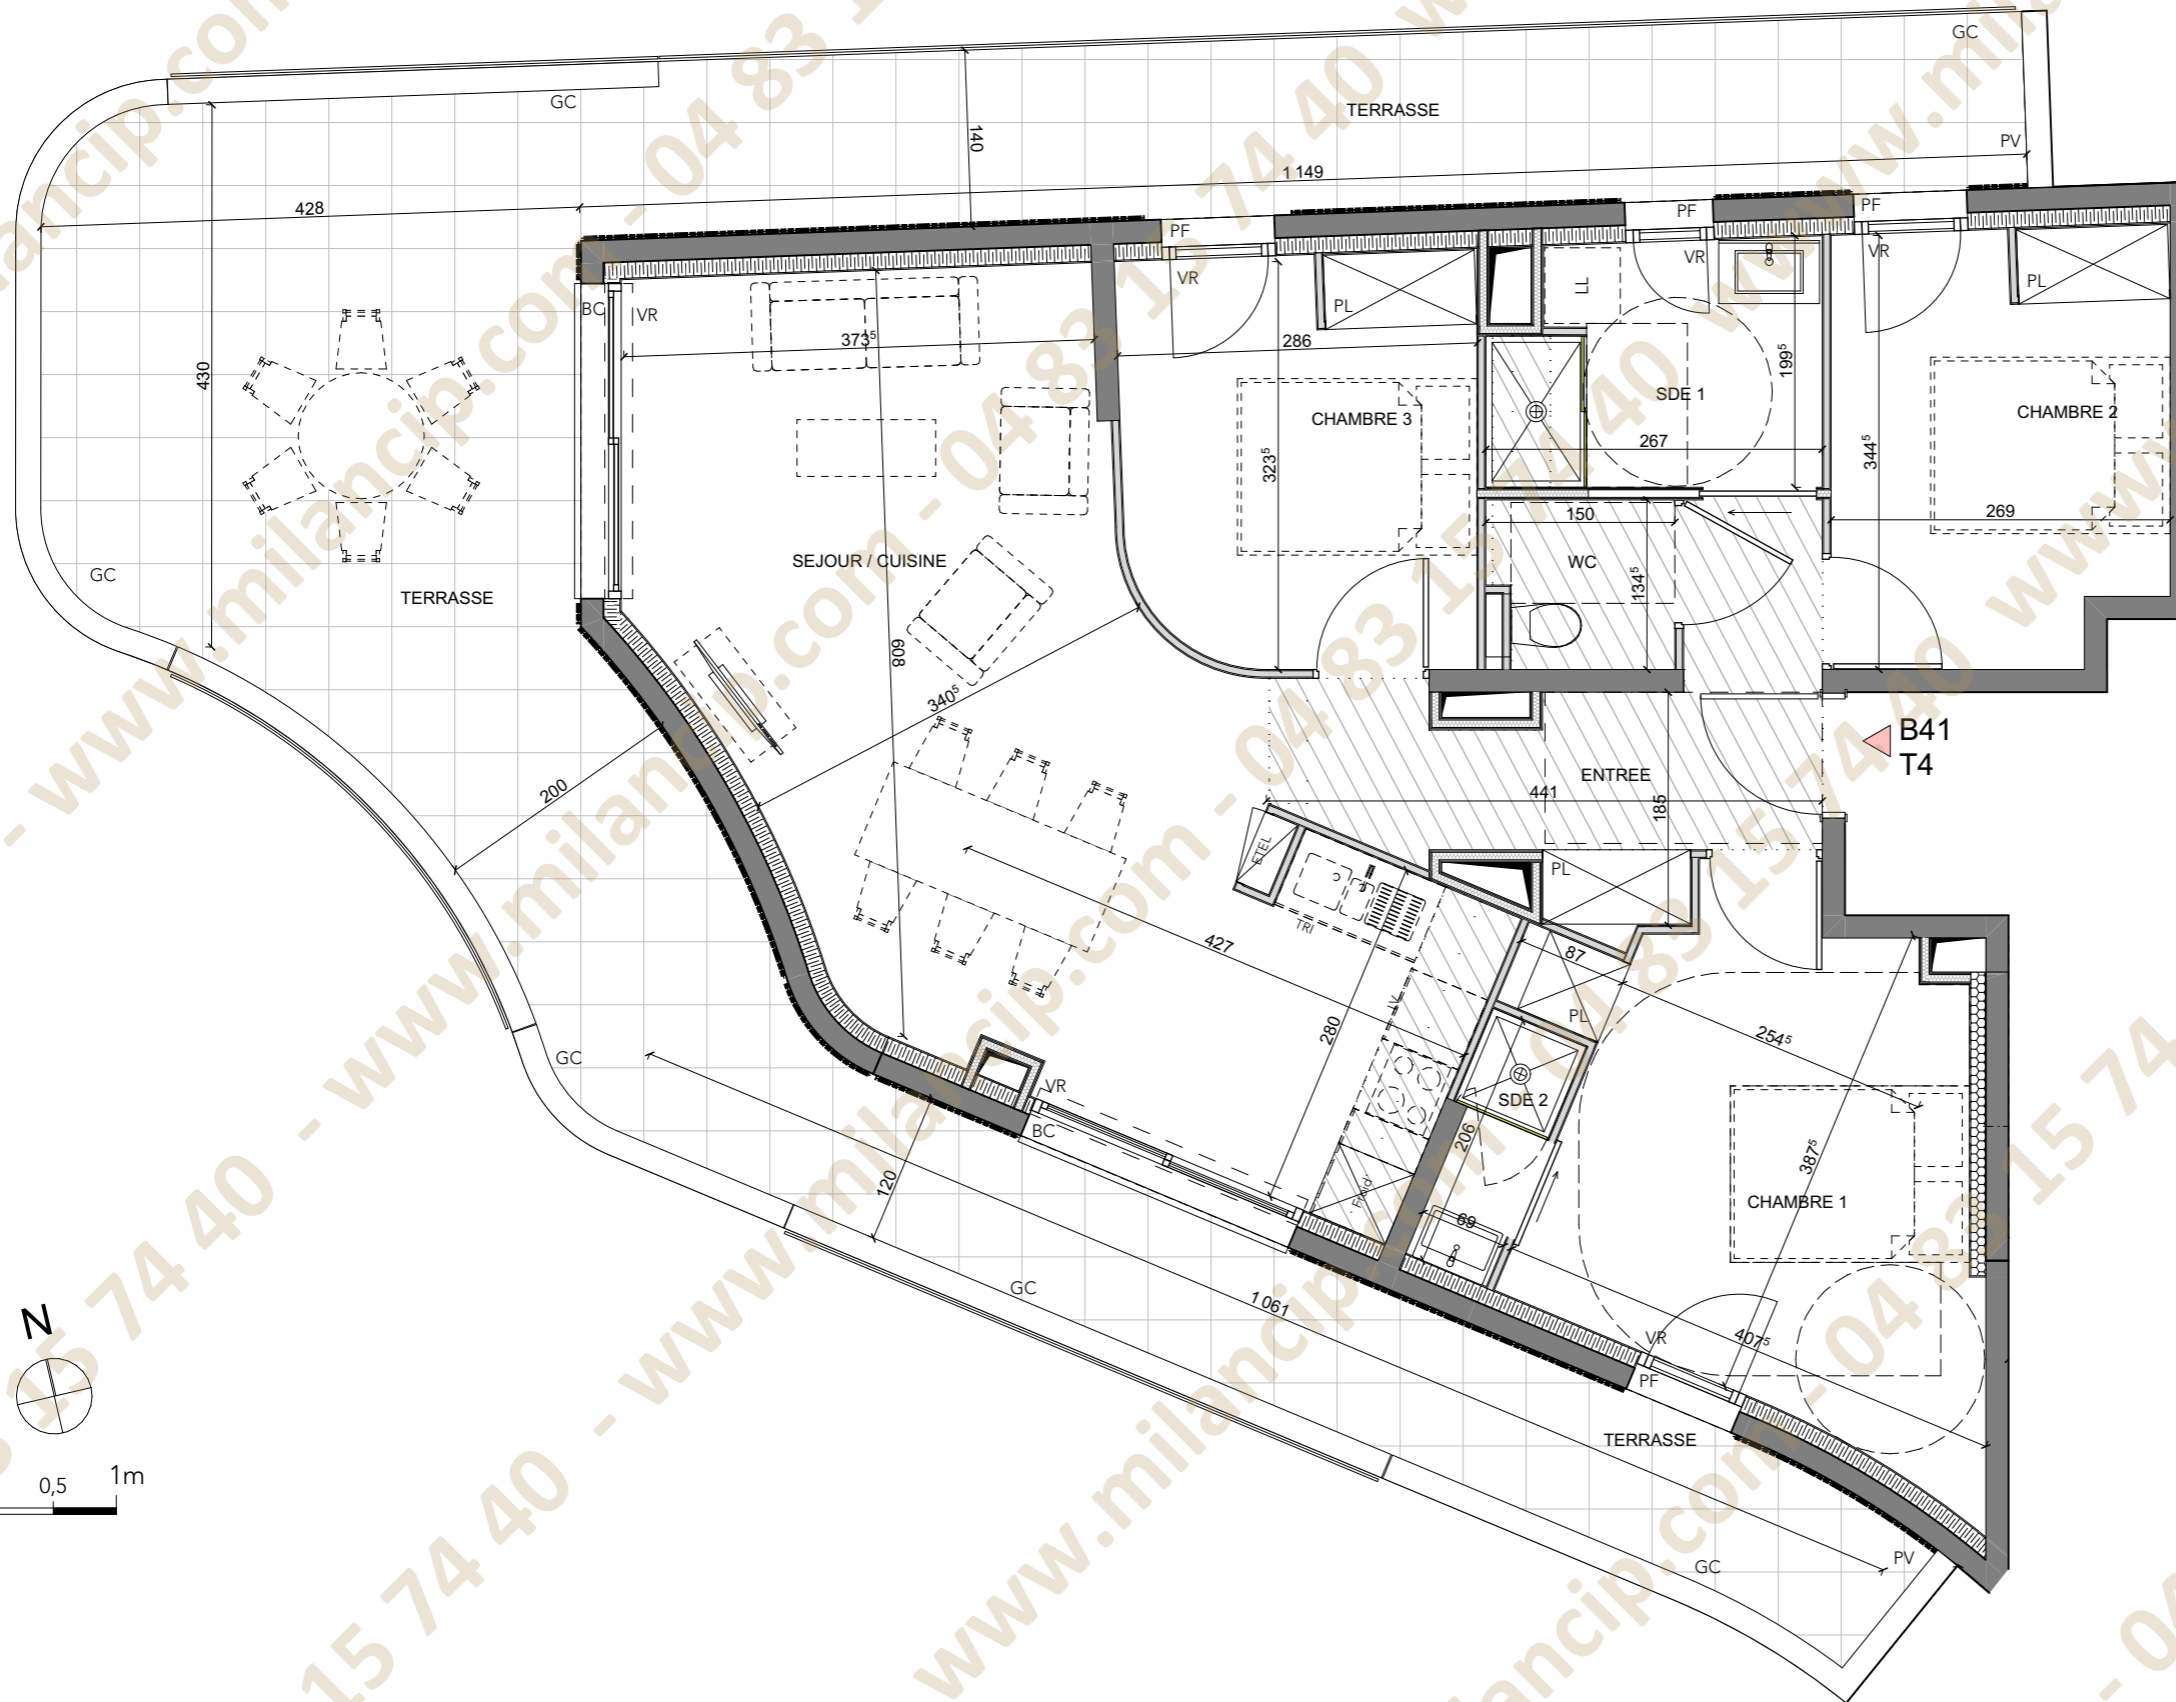 GC
TERRASSE
GC
140
PV
1 149
428
PF
PF
PF
VR
VR
VR
PL
PL
LL
BC
VR
373⁵
286
430
199⁵
SDE 1
CHAMBRE 3
CHAMBRE 2
267
323⁵
344⁵
150
269
SEJOUR / CUISINE
WC
GC
134⁵
TERRASSE
608
340⁵
B41
T4
ENTREE
441
185
200
ETEL
PL
TRI
427
87
LV
280
PL
254⁵
GC
VR
SDE 2
BC
206
387⁵
120
Froid
CHAMBRE 1
69
GC
1 061
VR
407⁵
PF
TERRASSE
PV
GC
N
0,5
1m
www.milancip.com - 04 83 15 74 40